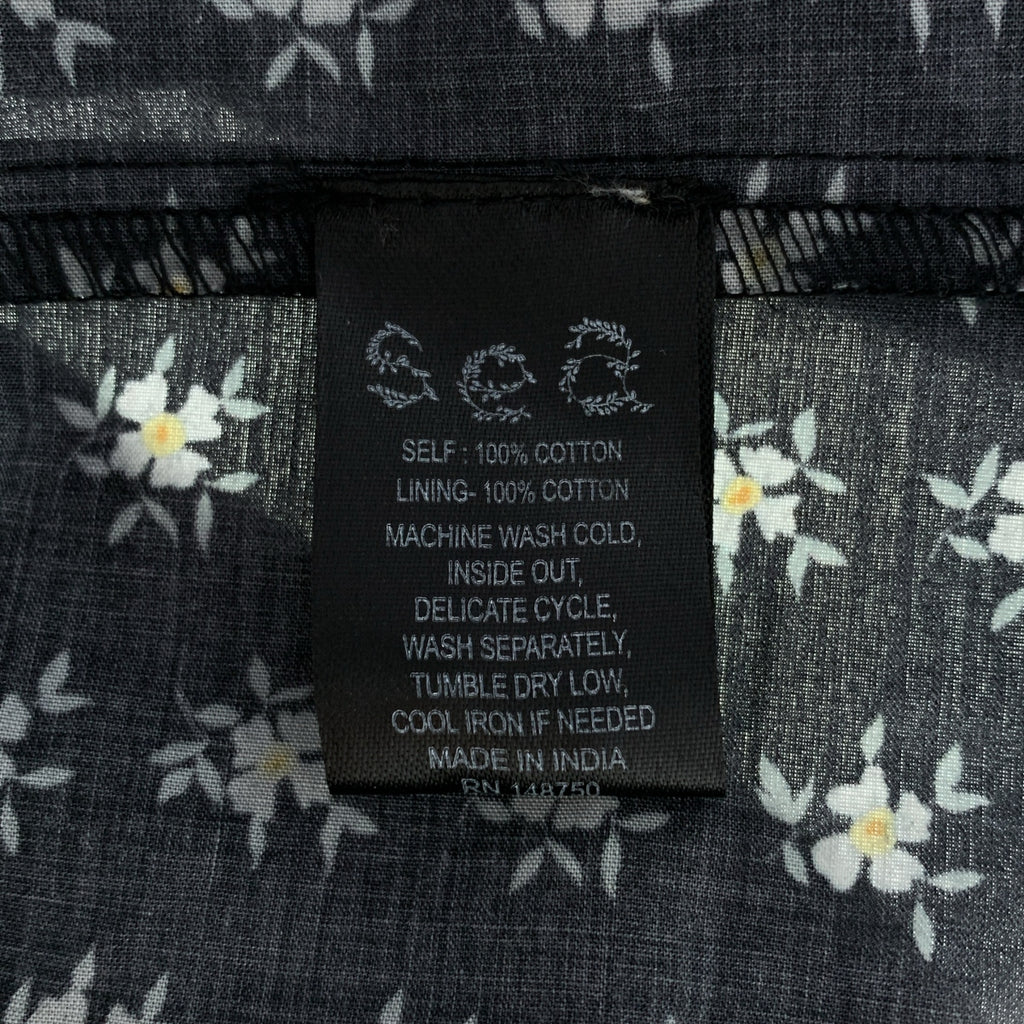 sea
SELF : 100% COTTON
LINING- 100% COTTON
MACHINE WASH COLD,
INSIDE OUT,
DELICATE CYCLE,
WASH SEPARATELY,
TUMBLE DRY LOW,
COOL IRON IF NEEDED
MADE IN INDIA
RN 148750